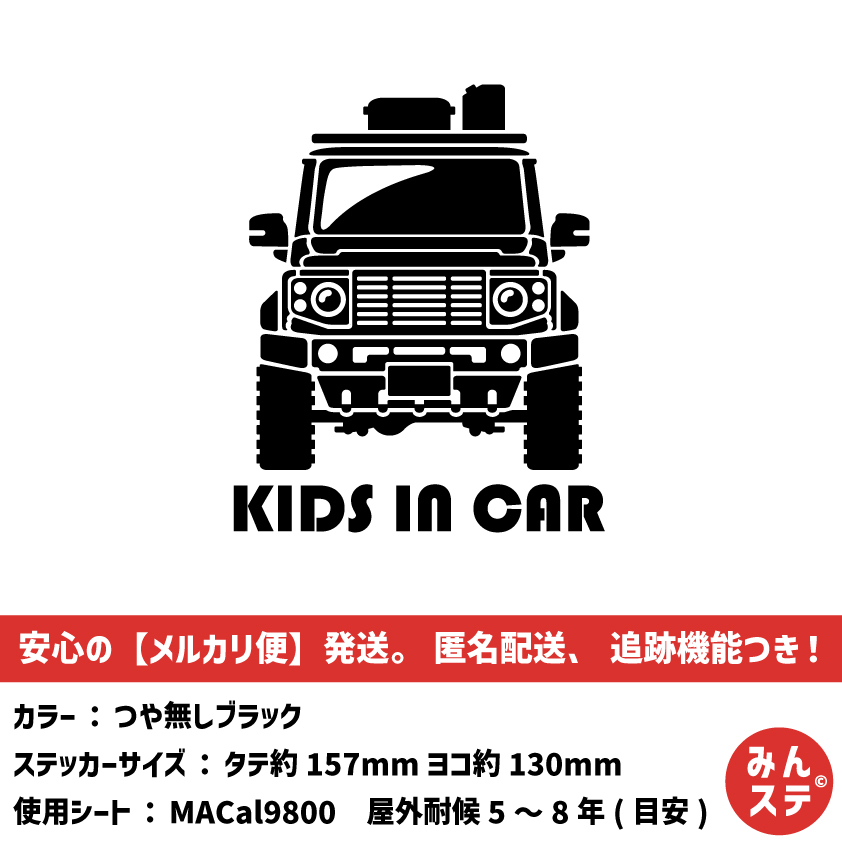 KIDS IN CAR
安心の【メルカリ便】発送。 匿名配送、 追跡機能つき！
カラー ： つや無しブラック
ステッカーサイズ ： タテ約 157mm ヨコ約 130mm
使用シート ： MACal9800　屋外耐候 5 ～ 8 年 ( 目安 )
みん
ステ©